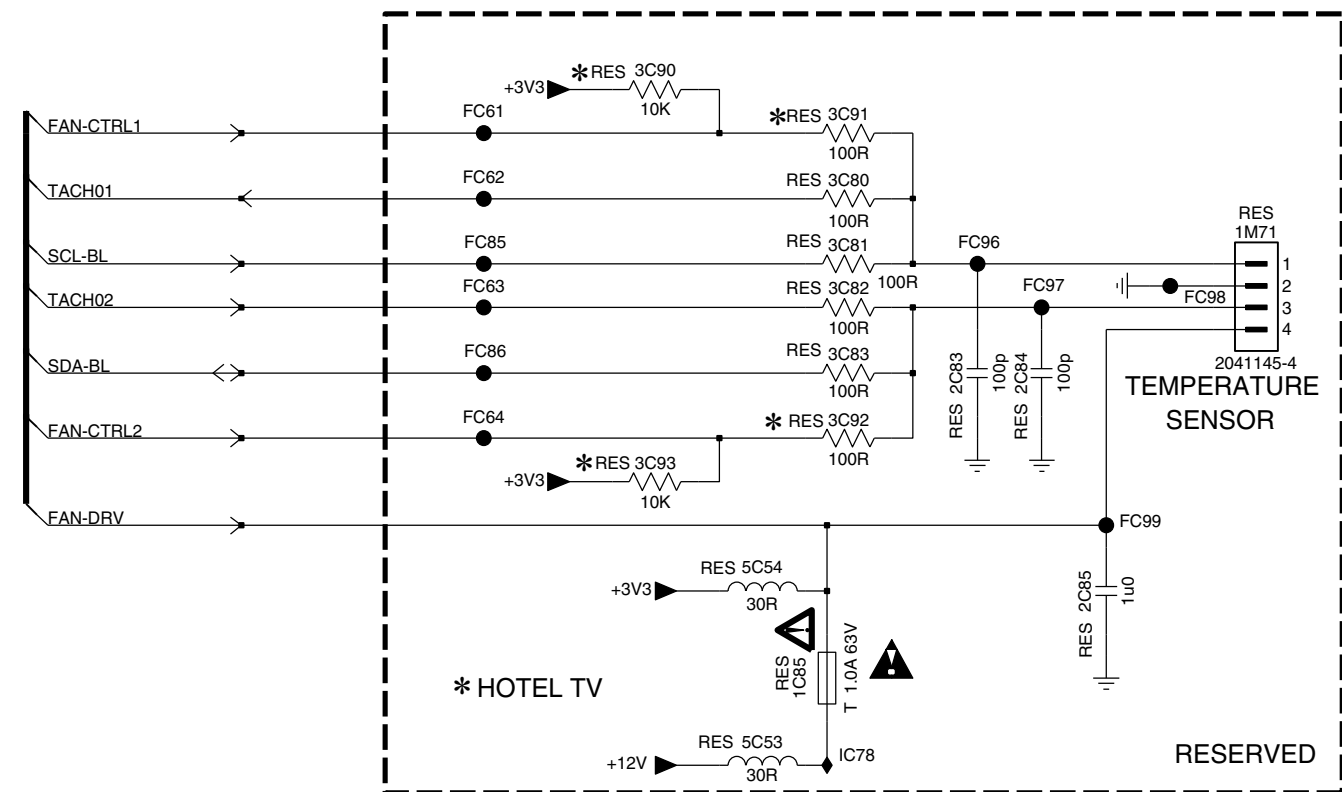 +3V3
✻RES 3C90
10K
FAN-CTRL1
FC61
✻RES 3C91
100R
TACH01
FC62
RES 3C80
100R
SCL-BL
FC85
RES 3C81
100R
FC96
RES
1M71
1
2
3
4
2041145-4
TACH02
FC63
RES 3C82
100R
FC97
FC98
SDA-BL
FC86
RES 3C83
100R
RES 2C83
100p
RES 2C84
100p
TEMPERATURE
SENSOR
FAN-CTRL2
FC64
✻ RES 3C92
100R
+3V3
✻RES 3C93
10K
FAN-DRV
FC99
+3V3
RES 5C54
30R
RES 2C85
1u0
RES
1C85
T 1.0A 63V
✻ HOTEL TV
+12V
RES 5C53
30R
IC78
RESERVED